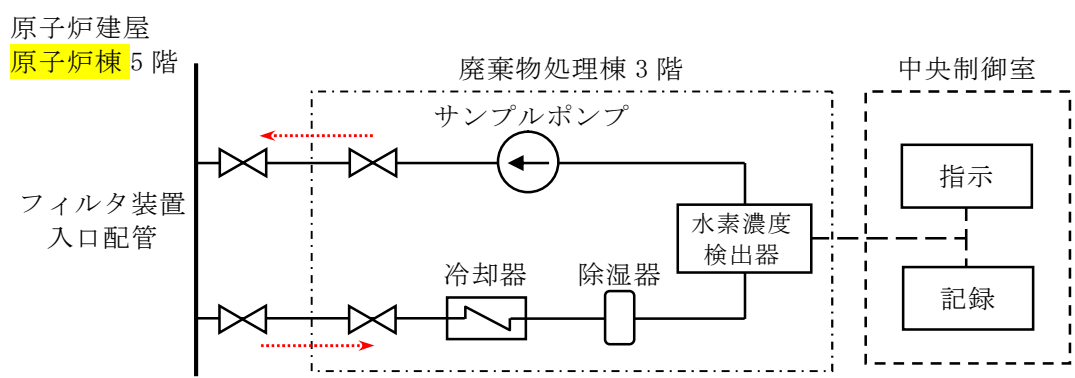 原子炉建屋
原子炉棟 5 階
廃棄物処理棟 3 階
中央制御室
サンプルポンプ
指示
フィルタ装置
入口配管
水素濃度
検出器
冷却器
除湿器
記録